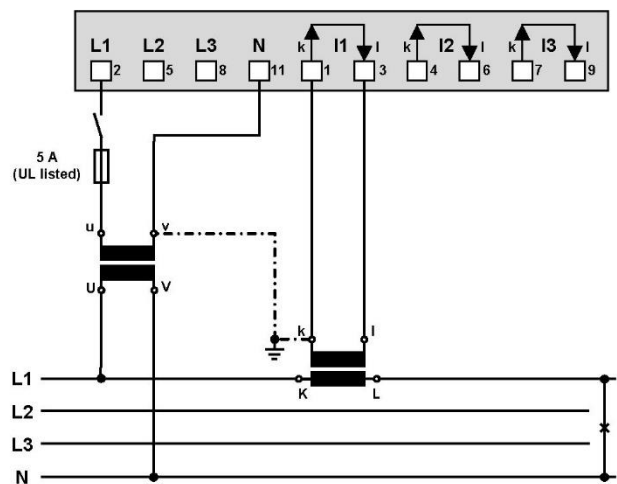 L1 L2 L3 N k I1 l k I2 l k I3 l
2 5 8 11 1 3 4 6 7 9
5 A
(UL listed)
u v
U V
k l
L1 K L
L2
L3
N